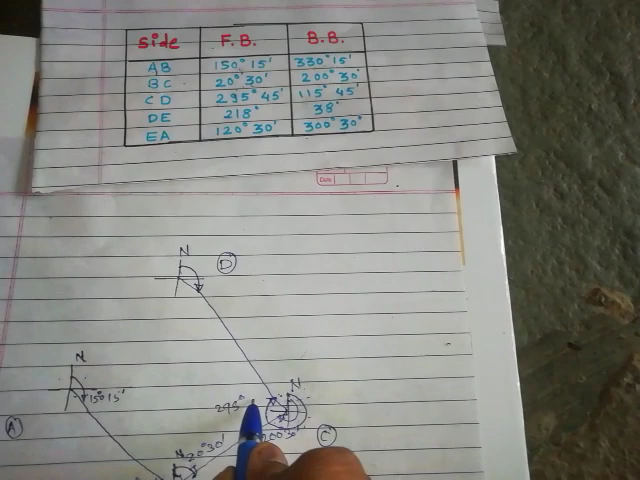 side F.B. B.B.
AB 150°15' 330°15'
BC 20°30' 200°30'
CD 295°45' 115°45'
DE 218° 38°
EA 120°30' 300°30'
N D
N
15°15'
A
N
295°
200°30'
C
N 20°30'